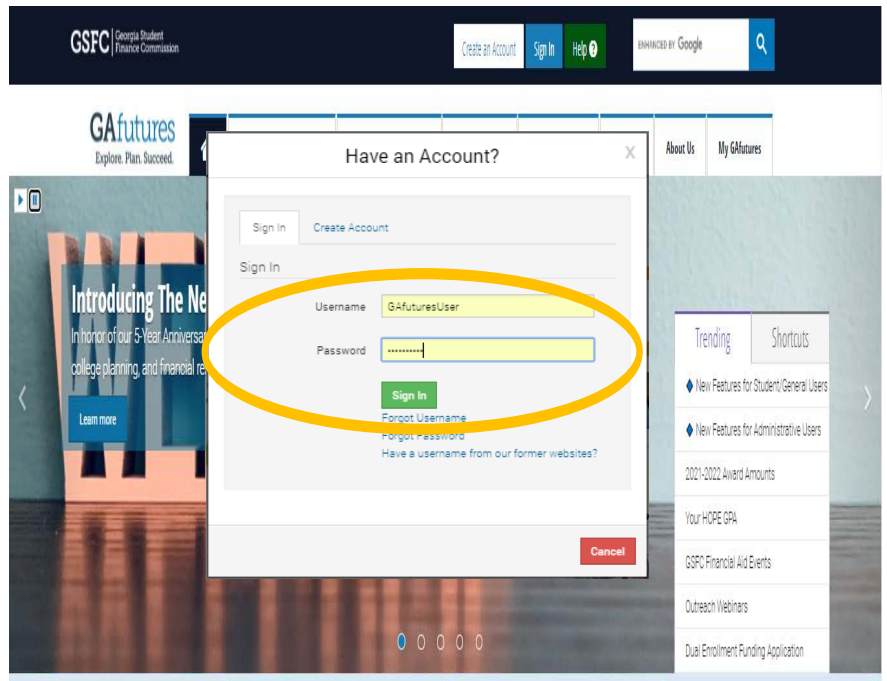 GSFC Georgia Student
Finance Commission
Create an Account
Sign In
Help ?
ENHANCED BY Google
GAfutures
Explore. Plan. Succeed.
About Us
My GAfutures
Have an Account?
X
Sign In
Create Account
Sign In
Username
GAfuturesUser
Password
Sign In
Forgot Username
Forgot Password
Have a username from our former websites?
Cancel
Introducing The Ne
In honor of our 5-Year Anniversar
college planning, and financial re
Learn more
Trending
Shortcuts
New Features for Student/General Users
New Features for Administrative Users
2021-2022 Award Amounts
Your HOPE GPA
GSFC Financial Aid Events
Outreach Webinars
Dual Enrollment Funding Application